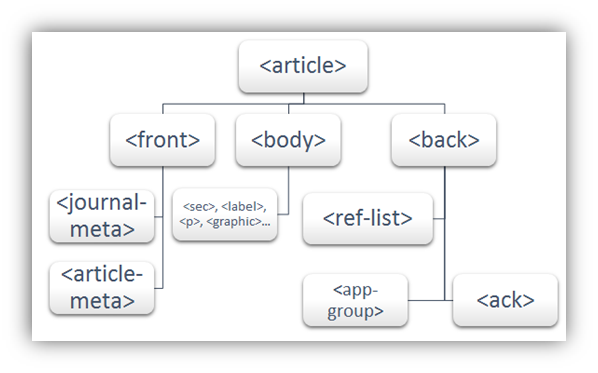 <article>
<front>
<body>
<back>
<journal-
meta>
<sec>, <label>,
<p>, <graphic>...
<ref-list>
<article-
meta>
<app-
group>
<ack>